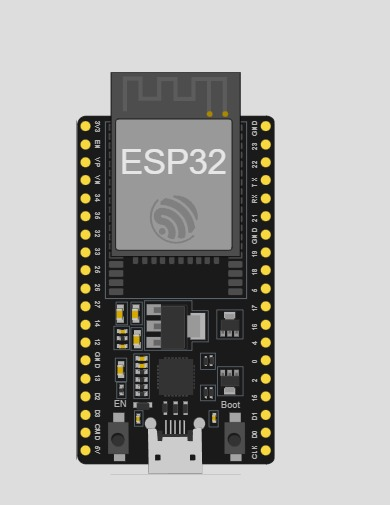 ESP32
3V3
EN
VP
VN
34
35
32
33
25
26
27
14
12
GND
13
D2
D3
CMD
5V
GND
23
22
TX
RX
21
GND
19
18
5
17
16
4
0
2
15
D1
D0
CLK
EN
Boot